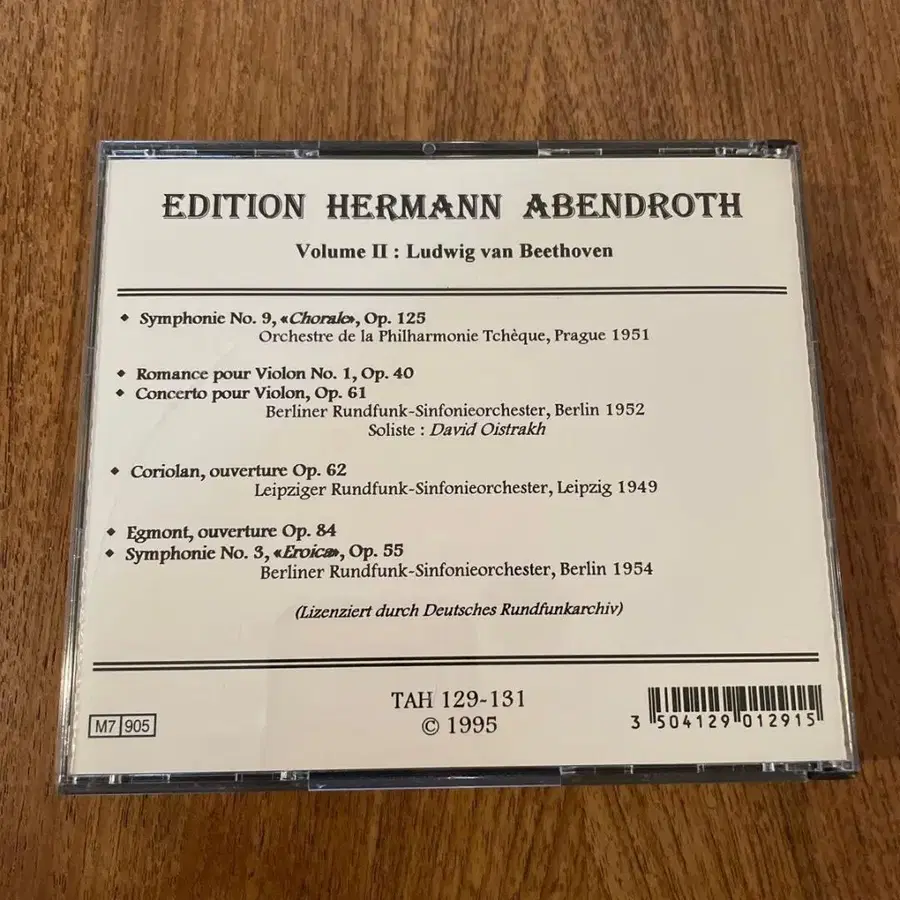 EDITION HERMANN ABENDROTH
Volume II : Ludwig van Beethoven
◆ Symphonie No. 9, «Chorale», Op. 125
Orchestre de la Philharmonie Tchèque, Prague 1951
◆ Romance pour Violon No. 1, Op. 40
◆ Concerto pour Violon, Op. 61
Berliner Rundfunk-Sinfonieorchester, Berlin 1952
Soliste : David Oistrakh
◆ Coriolan, ouverture Op. 62
Leipziger Rundfunk-Sinfonieorchester, Leipzig 1949
◆ Egmont, ouverture Op. 84
◆ Symphonie No. 3, «Eroica», Op. 55
Berliner Rundfunk-Sinfonieorchester, Berlin 1954
(Lizenziert durch Deutsches Rundfunkarchiv)
TAH 129-131
© 1995
M7 905
3 504129 012915